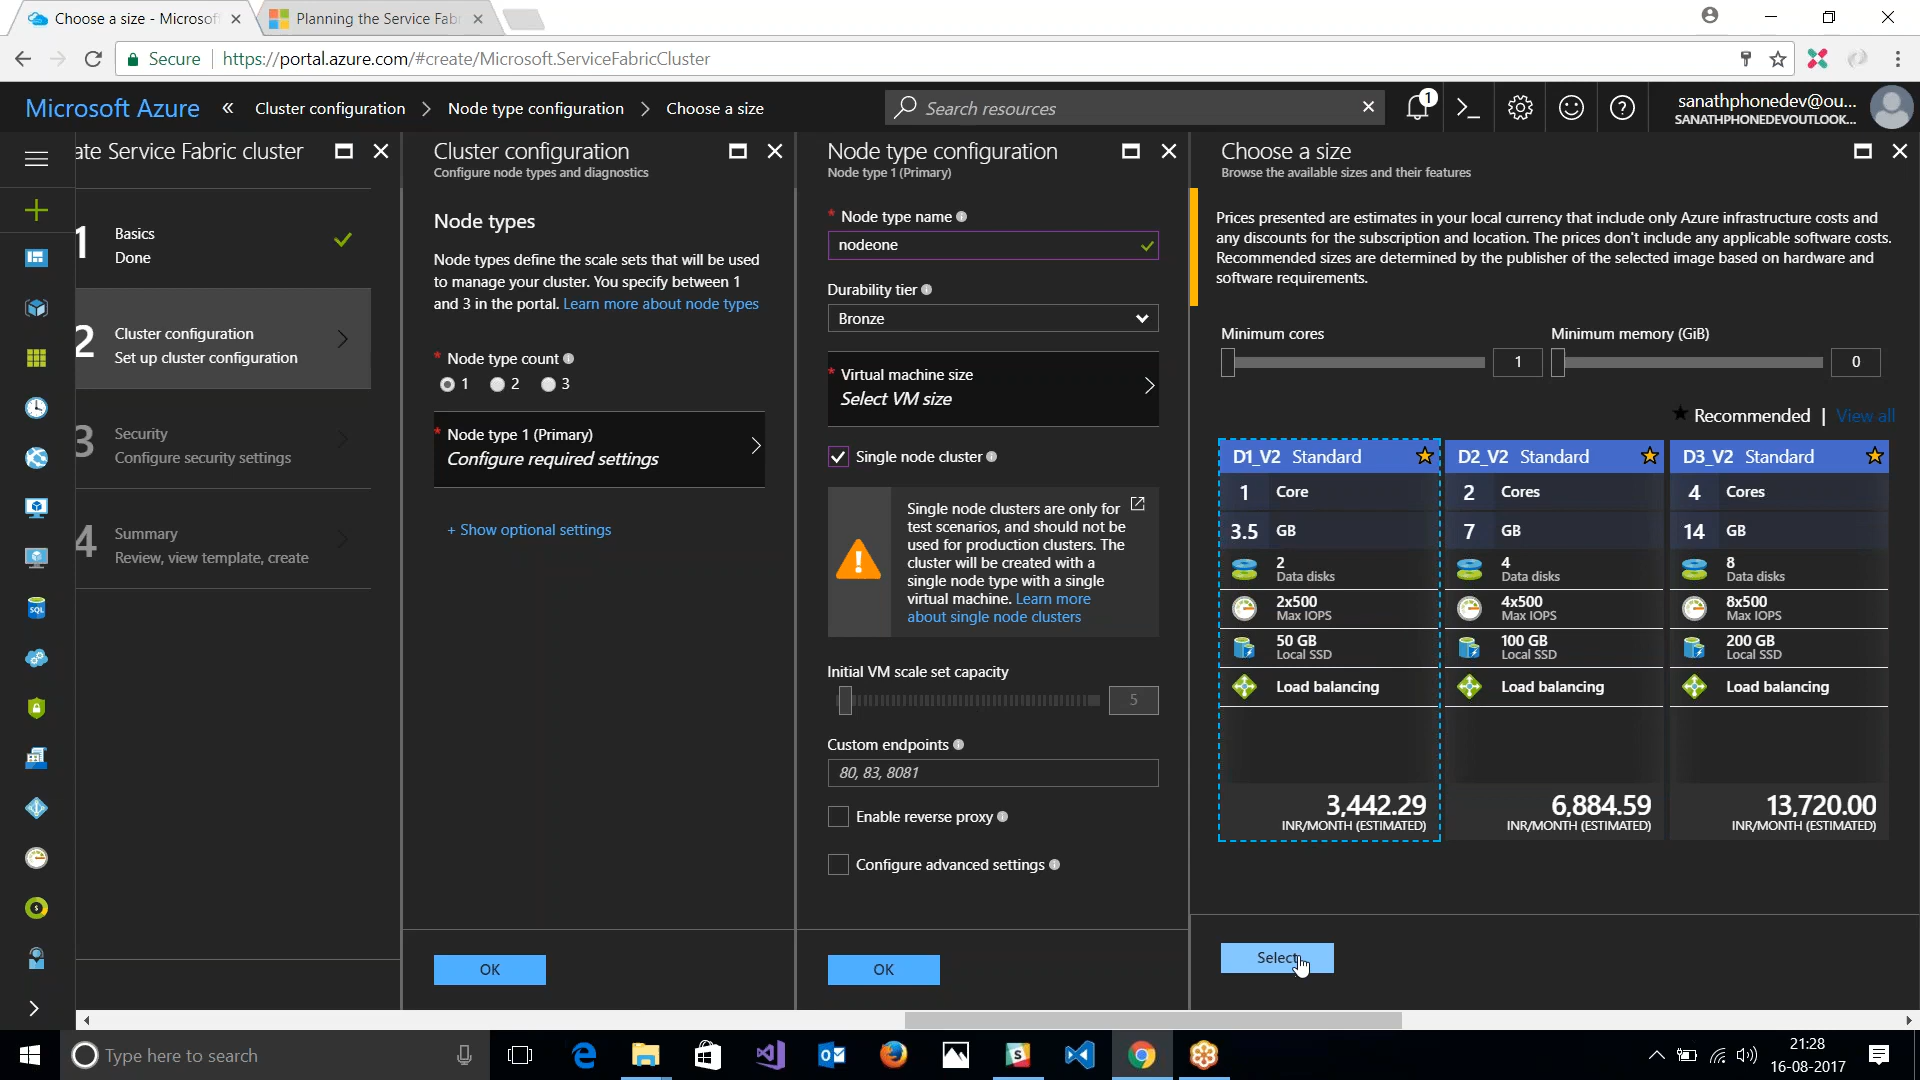 Choose a size - Microsof
Planning the Service Fab
Secure
https://portal.azure.com/#create/Microsoft.ServiceFabricCluster
Microsoft Azure
«
Cluster configuration
Node type configuration
Choose a size
Search resources
1
sanathphonedev@ou...
SANATHPHONEDEVOUTLOOK...
ate Service Fabric cluster
1
Basics
Done
2
Cluster configuration
Set up cluster configuration
3
Security
Configure security settings
4
Summary
Review, view template, create
Cluster configuration
Configure node types and diagnostics
Node types
Node types define the scale sets that will be used
to manage your cluster. You specify between 1
and 3 in the portal. Learn more about node types
* Node type count
1 2 3
* Node type 1 (Primary)
Configure required settings
+ Show optional settings
OK
Node type configuration
Node type 1 (Primary)
* Node type name
nodeone
Durability tier
Bronze
* Virtual machine size
Select VM size
Single node cluster
Single node clusters are only for
test scenarios, and should not be
used for production clusters. The
cluster will be created with a
single node type with a single
virtual machine. Learn more
about single node clusters
Initial VM scale set capacity
5
Custom endpoints
80, 83, 8081
Enable reverse proxy
Configure advanced settings
OK
Choose a size
Browse the available sizes and their features
Prices presented are estimates in your local currency that include only Azure infrastructure costs and
any discounts for the subscription and location. The prices don't include any applicable software costs.
Recommended sizes are determined by the publisher of the selected image based on hardware and
software requirements.
Minimum cores
1
Minimum memory (GiB)
0
★ Recommended | View all
D1_V2 Standard
1 Core
3.5 GB
2
Data disks
2x500
Max IOPS
50 GB
Local SSD
Load balancing
3,442.29
INR/MONTH (ESTIMATED)
D2_V2 Standard
2 Cores
7 GB
4
Data disks
4x500
Max IOPS
100 GB
Local SSD
Load balancing
6,884.59
INR/MONTH (ESTIMATED)
D3_V2 Standard
4 Cores
14 GB
8
Data disks
8x500
Max IOPS
200 GB
Local SSD
Load balancing
13,720.00
INR/MONTH (ESTIMATED)
Select
SQL
Type here to search
21:28
16-08-2017